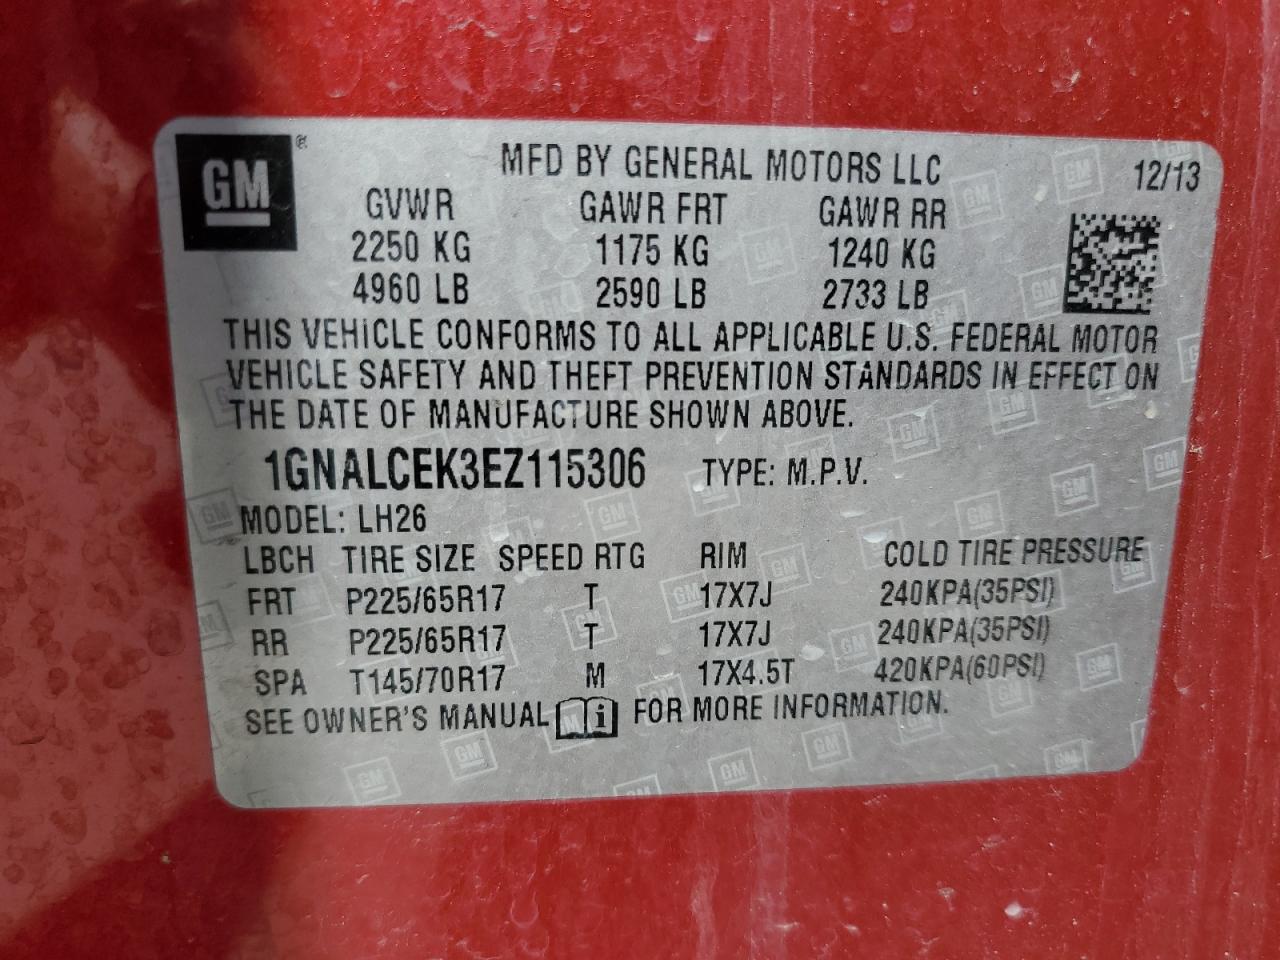 GM ®
MFD BY GENERAL MOTORS LLC 12/13
GVWR GAWR FRT GAWR RR
2250 KG 1175 KG 1240 KG
4960 LB 2590 LB 2733 LB
THIS VEHICLE CONFORMS TO ALL APPLICABLE U.S. FEDERAL MOTOR
VEHICLE SAFETY AND THEFT PREVENTION STANDARDS IN EFFECT ON
THE DATE OF MANUFACTURE SHOWN ABOVE.
1GNALCEK3EZ115306 TYPE: M.P.V.
MODEL: LH26
LBCH TIRE SIZE SPEED RTG RIM COLD TIRE PRESSURE
FRT P225/65R17 T 17X7J 240KPA(35PSI)
RR P225/65R17 T 17X7J 240KPA(35PSI)
SPA T145/70R17 M 17X4.5T 420KPA(60PSI)
SEE OWNER'S MANUAL i FOR MORE INFORMATION.